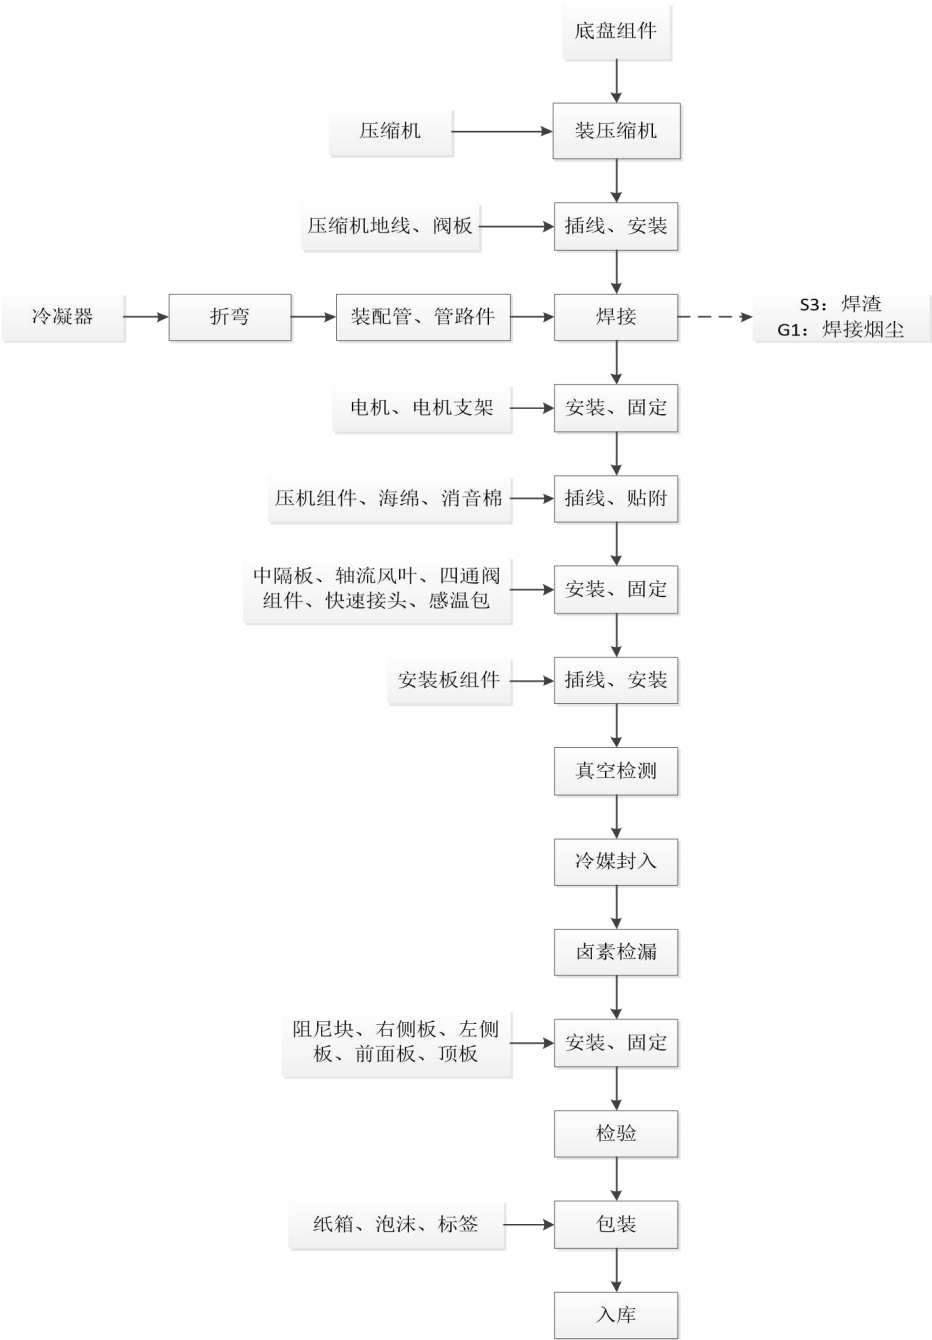 底盘组件
压缩机
装压缩机
压缩机地线、阀板
插线、安装
冷凝器
折弯
装配管、管路件
焊接
S3：焊渣
G1：焊接烟尘
电机、电机支架
安装、固定
压机组件、海绵、消音棉
插线、贴附
中隔板、轴流风叶、四通阀
组件、快速接头、感温包
安装、固定
安装板组件
插线、安装
真空检测
冷媒封入
卤素检漏
阻尼块、右侧板、左侧
板、前面板、顶板
安装、固定
检验
纸箱、泡沫、标签
包装
入库